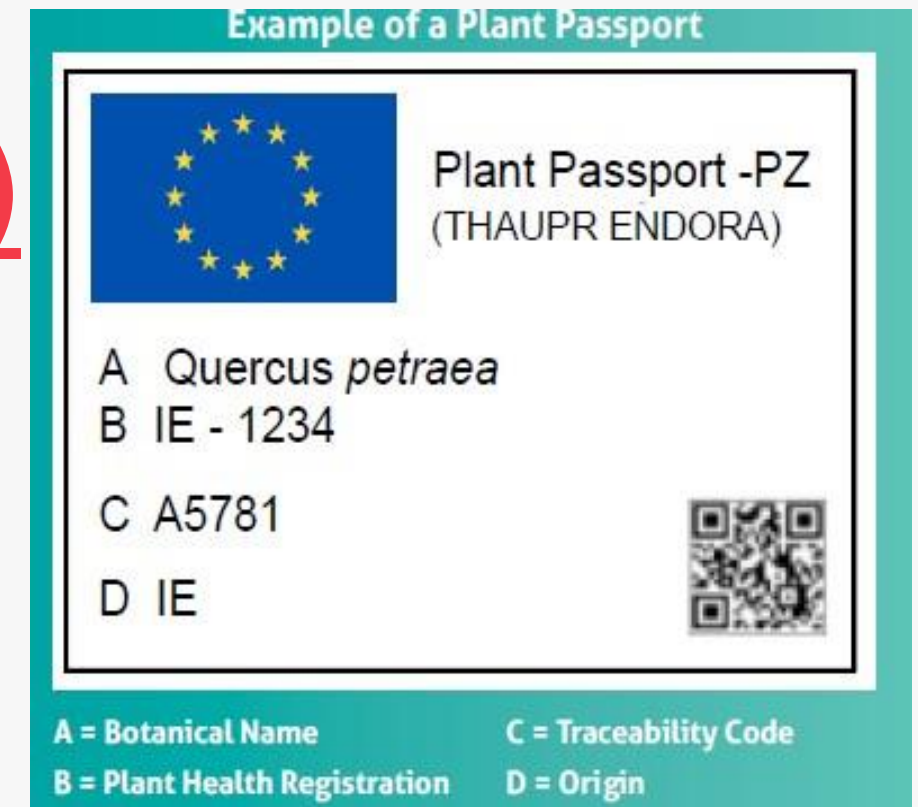 Example of a Plant Passport
Plant Passport -PZ
(THAUPR ENDORA)
A Quercus petraea
B IE - 1234
C A5781
D IE
A = Botanical Name
C = Traceability Code
B = Plant Health Registration
D = Origin